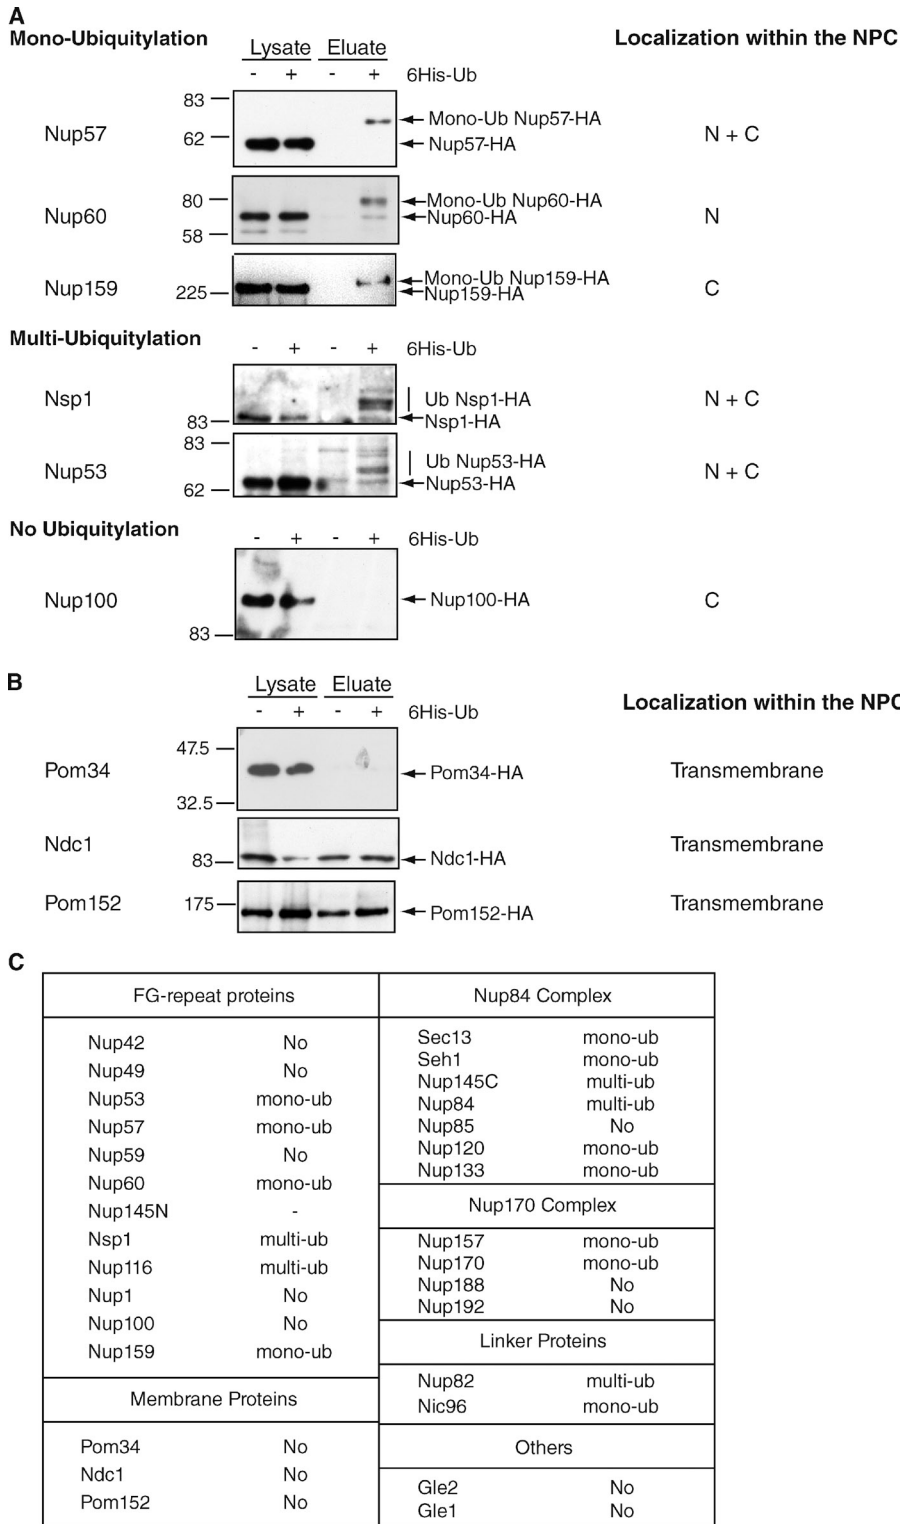 A
Mono-Ubiquitylation
Lysate Eluate
Localization within the NPC
- + - + 6His-Ub
Nup57
83
62
Mono-Ub Nup57-HA
Nup57-HA
N + C
Nup60
80
58
Mono-Ub Nup60-HA
Nup60-HA
N
Nup159
225
Mono-Ub Nup159-HA
Nup159-HA
C
Multi-Ubiquitylation
- + - + 6His-Ub
Nsp1
83
Ub Nsp1-HA
Nsp1-HA
N + C
Nup53
83
62
Ub Nup53-HA
Nup53-HA
N + C
No Ubiquitylation
- + - + 6His-Ub
Nup100
83
Nup100-HA
C
B
Lysate Eluate
Localization within the NPC
- + - + 6His-Ub
Pom34
47.5
32.5
Pom34-HA
Transmembrane
Ndc1
83
Ndc1-HA
Transmembrane
Pom152
175
Pom152-HA
Transmembrane
C
FG-repeat proteins
Nup42 No
Nup49 No
Nup53 mono-ub
Nup57 mono-ub
Nup59 No
Nup60 mono-ub
Nup145N -
Nsp1 multi-ub
Nup116 multi-ub
Nup1 No
Nup100 No
Nup159 mono-ub
Membrane Proteins
Pom34 No
Ndc1 No
Pom152 No
Nup84 Complex
Sec13 mono-ub
Seh1 mono-ub
Nup145C multi-ub
Nup84 multi-ub
Nup85 No
Nup120 mono-ub
Nup133 mono-ub
Nup170 Complex
Nup157 mono-ub
Nup170 mono-ub
Nup188 No
Nup192 No
Linker Proteins
Nup82 multi-ub
Nic96 mono-ub
Others
Gle2 No
Gle1 No